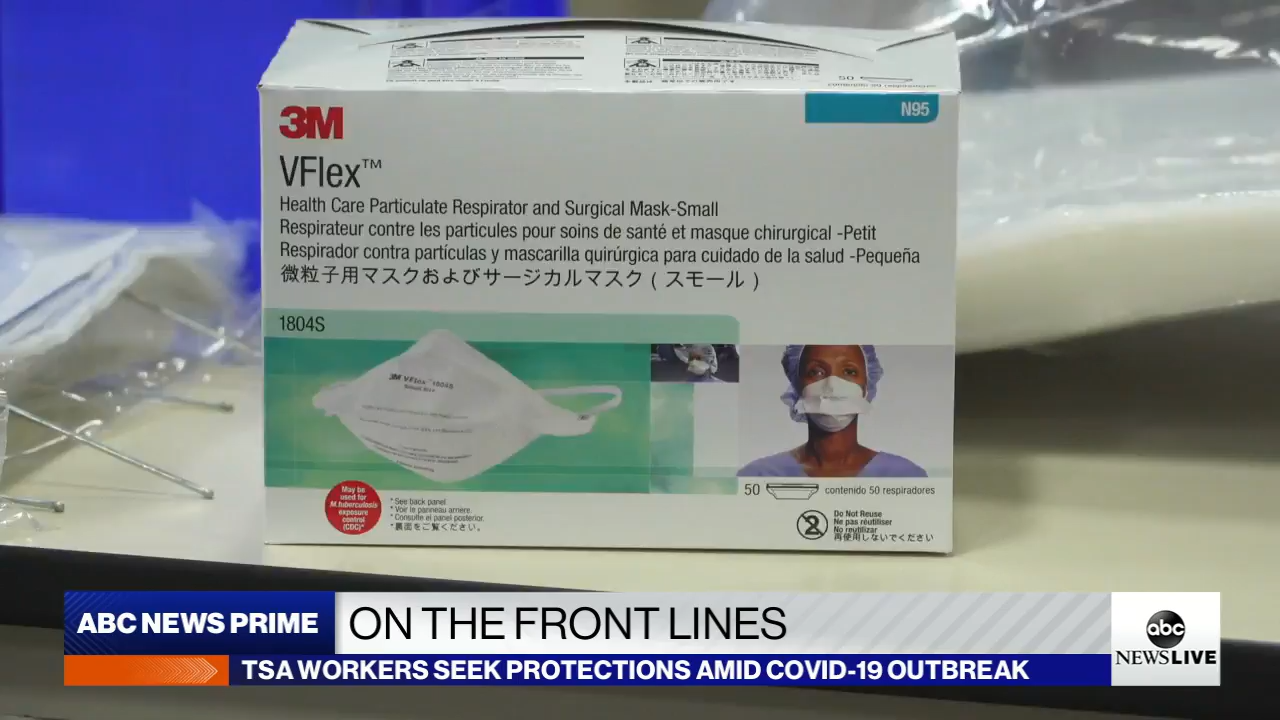 50
3M
N95
VFlex™
Health Care Particulate Respirator and Surgical Mask-Small
Respirateur contre les particules pour soins de santé et masque chirurgical -Petit
Respirador contra partículas y mascarilla quirúrgica para cuidado de la salud -Pequeña
微粒子用マスクおよびサージカルマスク ( スモール )
1804S
3M VFlex™ 1804S
May be
used for
M.tuberculosis
exposure
control
(CDC)*
* See back panel
* Voir le panneau arriere.
* Consulte el panel posterior.
*裏面をご覧ください。
50 contenido 50 respiradores
2
Do Not Reuse
Ne pas réutiliser
No reutilizar
再使用しないでください
ABC NEWS PRIME
ON THE FRONT LINES
TSA WORKERS SEEK PROTECTIONS AMID COVID-19 OUTBREAK
abc
NEWS LIVE